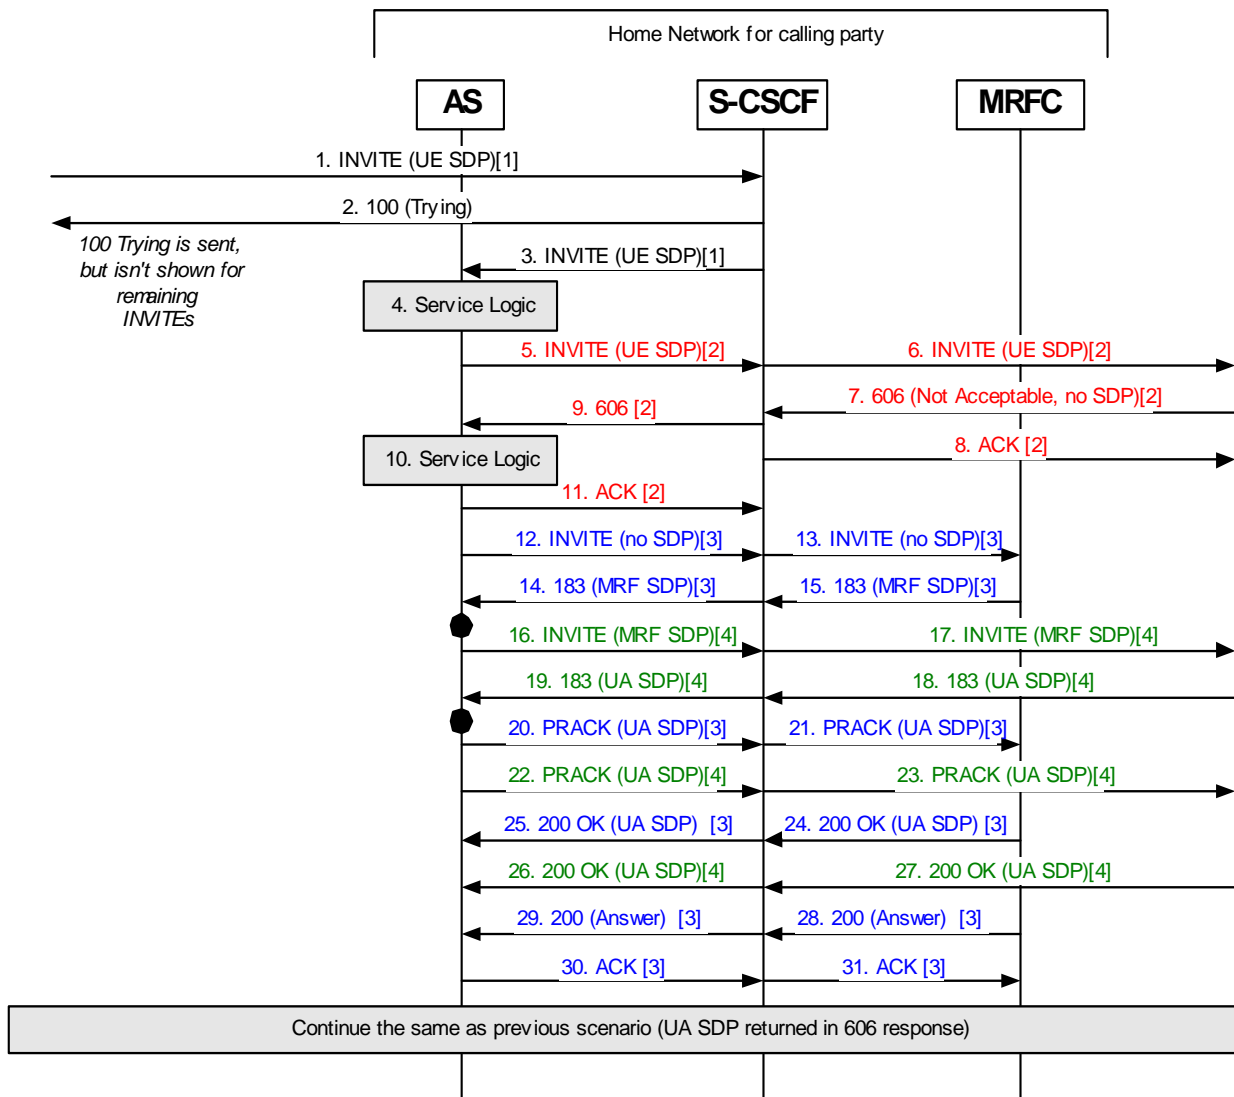 Home Network for calling party
AS
S-CSCF
MRFC
1. INVITE (UE SDP)[1]
2. 100 (Trying)
100 Trying is sent,
but isn't shown for
remaining
INVITEs
3. INVITE (UE SDP)[1]
4. Service Logic
5. INVITE (UE SDP)[2]
6. INVITE (UE SDP)[2]
7. 606 (Not Acceptable, no SDP)[2]
9. 606 [2]
10. Service Logic
8. ACK [2]
11. ACK [2]
12. INVITE (no SDP)[3]
13. INVITE (no SDP)[3]
14. 183 (MRF SDP)[3]
15. 183 (MRF SDP)[3]
16. INVITE (MRF SDP)[4]
17. INVITE (MRF SDP)[4]
19. 183 (UA SDP)[4]
18. 183 (UA SDP)[4]
20. PRACK (UA SDP)[3]
21. PRACK (UA SDP)[3]
22. PRACK (UA SDP)[4]
23. PRACK (UA SDP)[4]
25. 200 OK (UA SDP) [3]
24. 200 OK (UA SDP) [3]
26. 200 OK (UA SDP)[4]
27. 200 OK (UA SDP)[4]
29. 200 (Answer) [3]
28. 200 (Answer) [3]
30. ACK [3]
31. ACK [3]
Continue the same as previous scenario (UA SDP returned in 606 response)